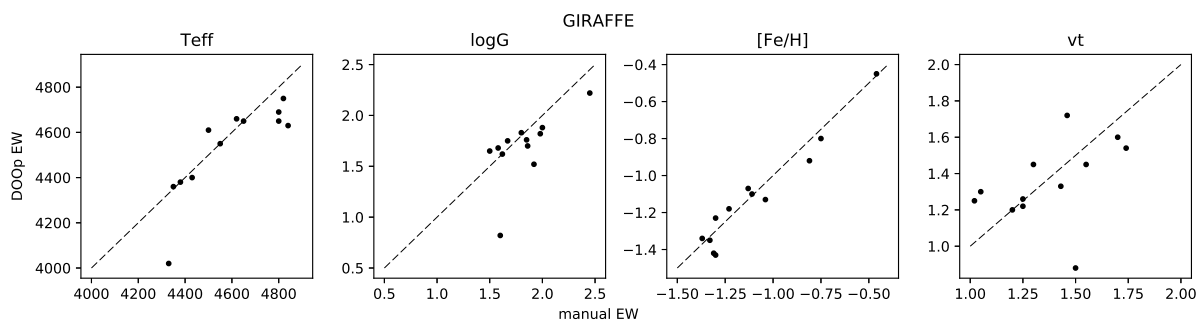 GIRAFFE
Teff
logG
[Fe/H]
vt
DOOp EW
4800
4600
4400
4200
4000
4000 4200 4400 4600 4800
2.5
2.0
1.5
1.0
0.5
0.5 1.0 1.5 2.0 2.5
−0.4
−0.6
−0.8
−1.0
−1.2
−1.4
−1.50 −1.25 −1.00 −0.75 −0.50
2.0
1.8
1.6
1.4
1.2
1.0
1.00 1.25 1.50 1.75 2.00
manual EW